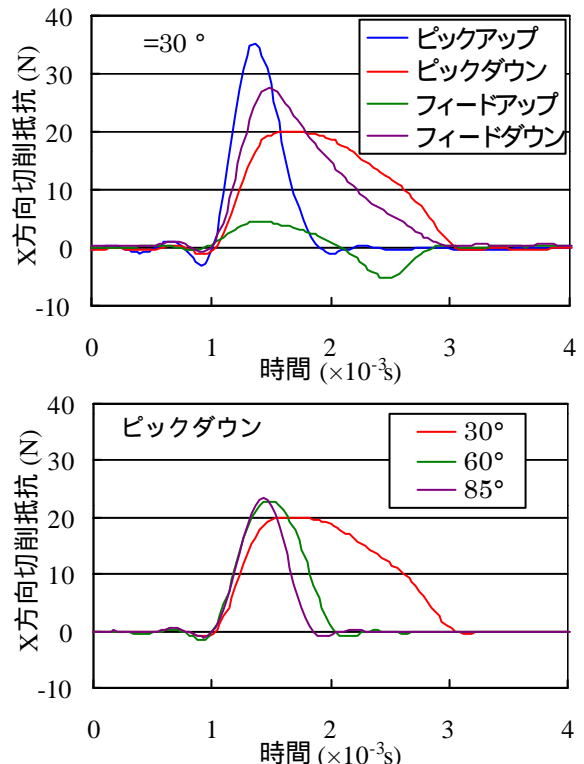 40
30
20
10
0
-10
X方向切削抵抗 (N)
=30 °
ピックアップ
ピックダウン
フィードアップ
フィードダウン
0 1 2 3 4
時間 (×10⁻³s)
40
30
20
10
0
-10
X方向切削抵抗 (N)
ピックダウン
30°
60°
85°
0 1 2 3 4
時間 (×10⁻³s)